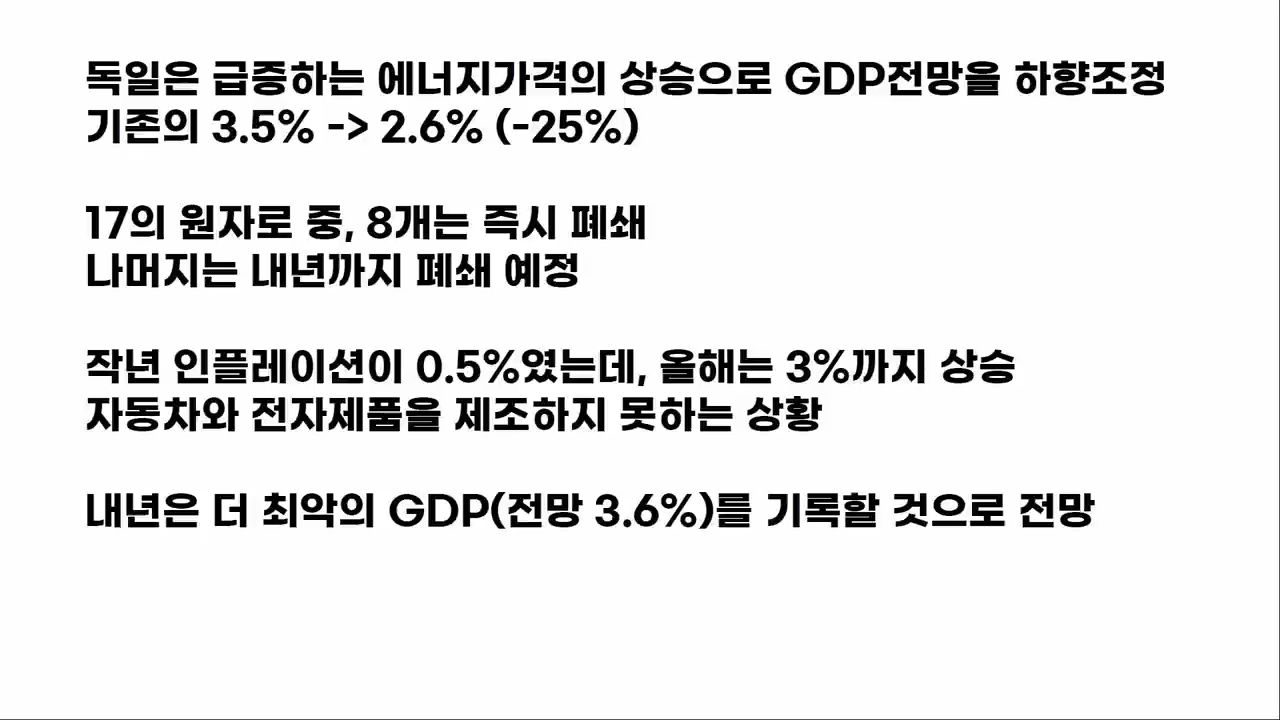 독일은 급증하는 에너지가격의 상승으로 GDP전망을 하향조정
기존의 3.5% -> 2.6% (-25%)
17의 원자로 중, 8개는 즉시 폐쇄
나머지는 내년까지 폐쇄 예정
작년 인플레이션이 0.5%였는데, 올해는 3%까지 상승
자동차와 전자제품을 제조하지 못하는 상황
내년은 더 최악의 GDP(전망 3.6%)를 기록할 것으로 전망